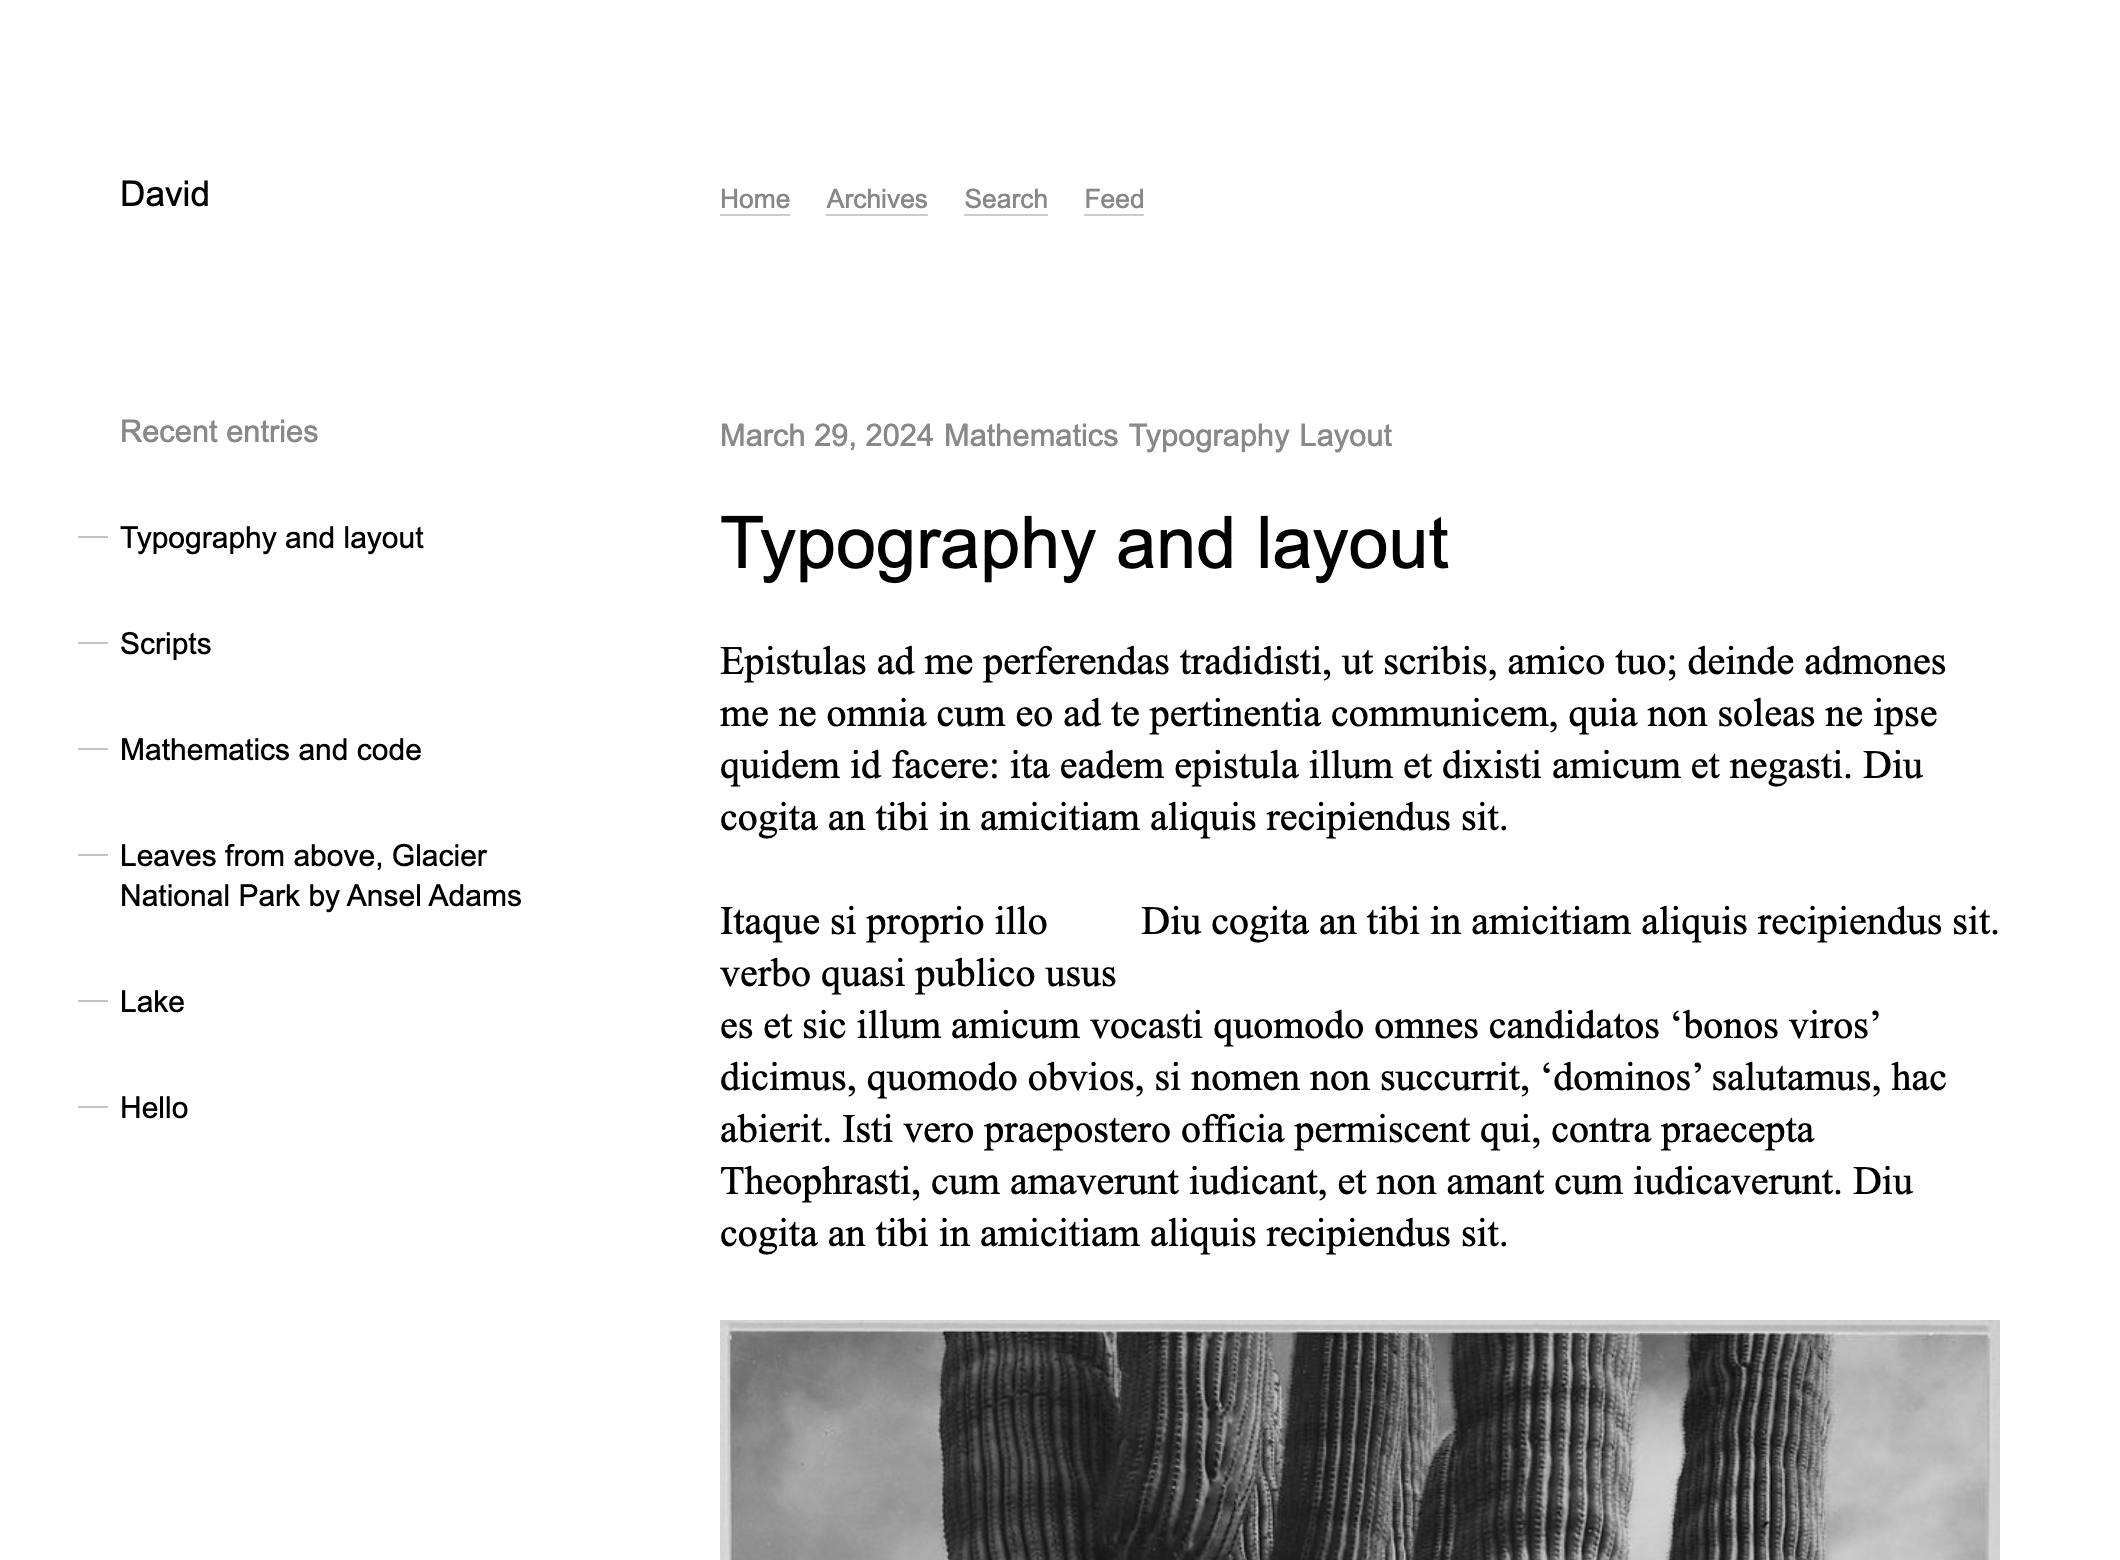 David
Home Archives Search Feed
Recent entries
Typography and layout
Scripts
Mathematics and code
Leaves from above, Glacier
National Park by Ansel Adams
Lake
Hello
March 29, 2024 Mathematics Typography Layout
Typography and layout
Epistulas ad me perferendas tradidisti, ut scribis, amico tuo; deinde admones
me ne omnia cum eo ad te pertinentia communicem, quia non soleas ne ipse
quidem id facere: ita eadem epistula illum et dixisti amicum et negasti. Diu
cogita an tibi in amicitiam aliquis recipiendus sit.
Itaque si proprio illo
verbo quasi publico usus
Diu cogita an tibi in amicitiam aliquis recipiendus sit.
es et sic illum amicum vocasti quomodo omnes candidatos ‘bonos viros’
dicimus, quomodo obvios, si nomen non succurrit, ‘dominos’ salutamus, hac
abierit. Isti vero praepostero officia permiscent qui, contra praecepta
Theophrasti, cum amaverunt iudicant, et non amant cum iudicaverunt. Diu
cogita an tibi in amicitiam aliquis recipiendus sit.